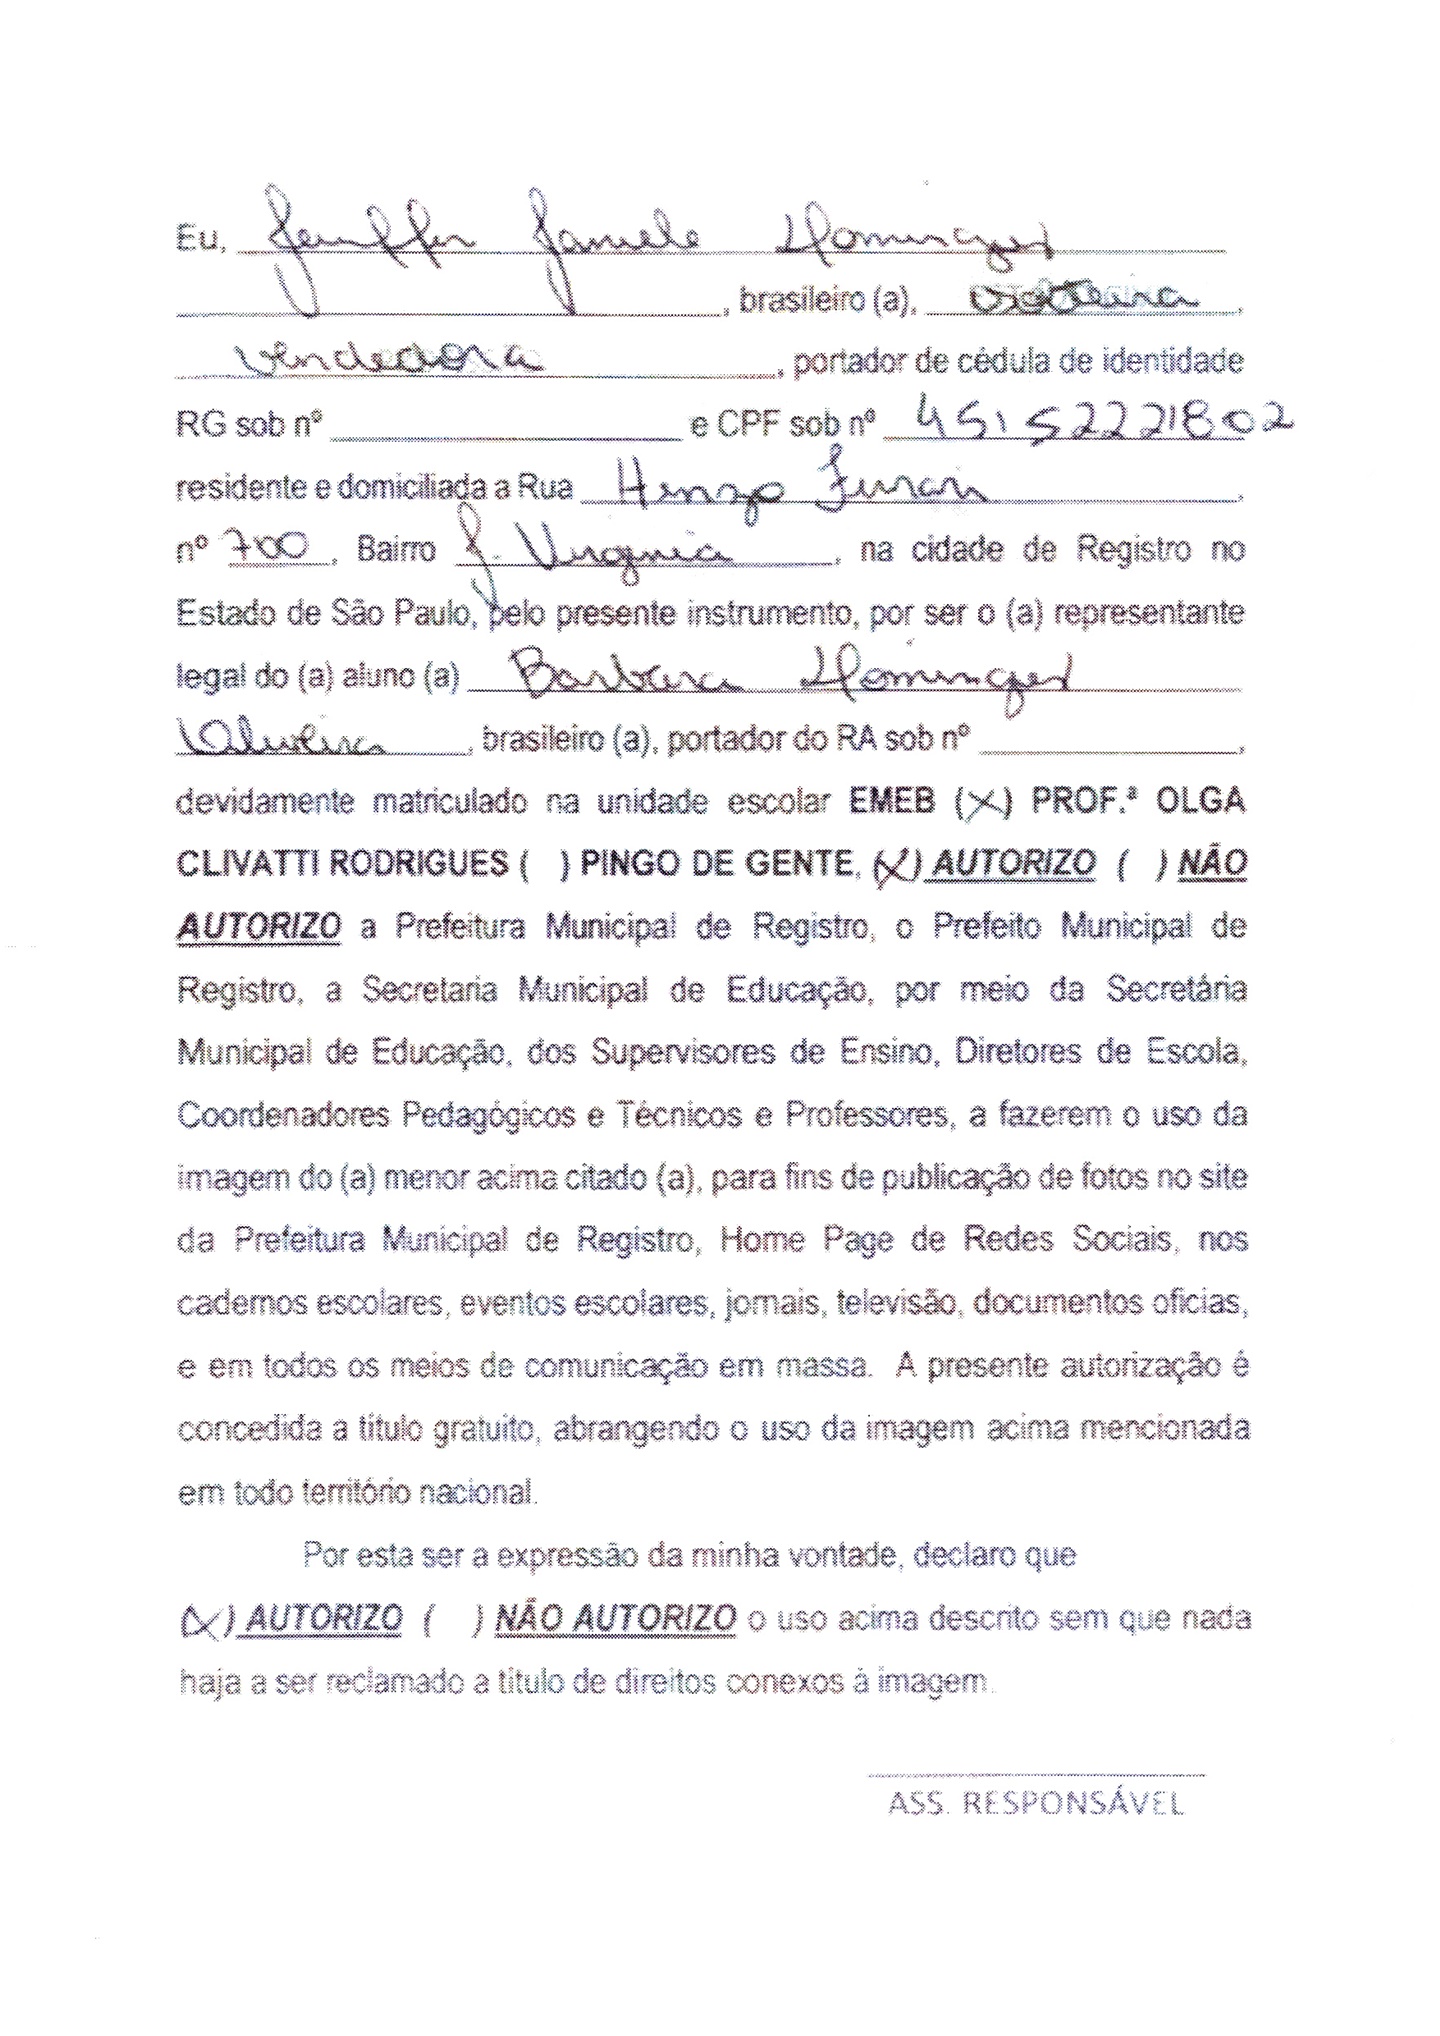 Eu, Jeniffer Daniele Domingues
, brasileiro (a), solteira,
vendedora, portador de cédula de identidade
RG sob nº e CPF sob nº 45152221802
residente e domiciliada a Rua
nº 700, Bairro J. Virginia, na cidade de Registro no
Estado de São Paulo, pelo presente instrumento, por ser o (a) representante
legal do (a) aluno (a) Barbara Domingues
Oliveira, brasileiro (a), portador do RA sob nº ,
devidamente matriculado na unidade escolar EMEB (X) PROF.ª OLGA
CLIVATTI RODRIGUES ( ) PINGO DE GENTE, (X) AUTORIZO ( ) NÃO
AUTORIZO a Prefeitura Municipal de Registro, o Prefeito Municipal de
Registro, a Secretaria Municipal de Educação, por meio da Secretária
Municipal de Educação, dos Supervisores de Ensino, Diretores de Escola,
Coordenadores Pedagógicos e Técnicos e Professores, a fazerem o uso da
imagem do (a) menor acima citado (a), para fins de publicação de fotos no site
da Prefeitura Municipal de Registro, Home Page de Redes Sociais, nos
cadernos escolares, eventos escolares, jornais, televisão, documentos oficias,
e em todos os meios de comunicação em massa. A presente autorização é
concedida a título gratuito, abrangendo o uso da imagem acima mencionada
em todo território nacional.
Por esta ser a expressão da minha vontade, declaro que
(X) AUTORIZO ( ) NÃO AUTORIZO o uso acima descrito sem que nada
haja a ser reclamado a título de direitos conexos à imagem.
ASS. RESPONSÁVEL